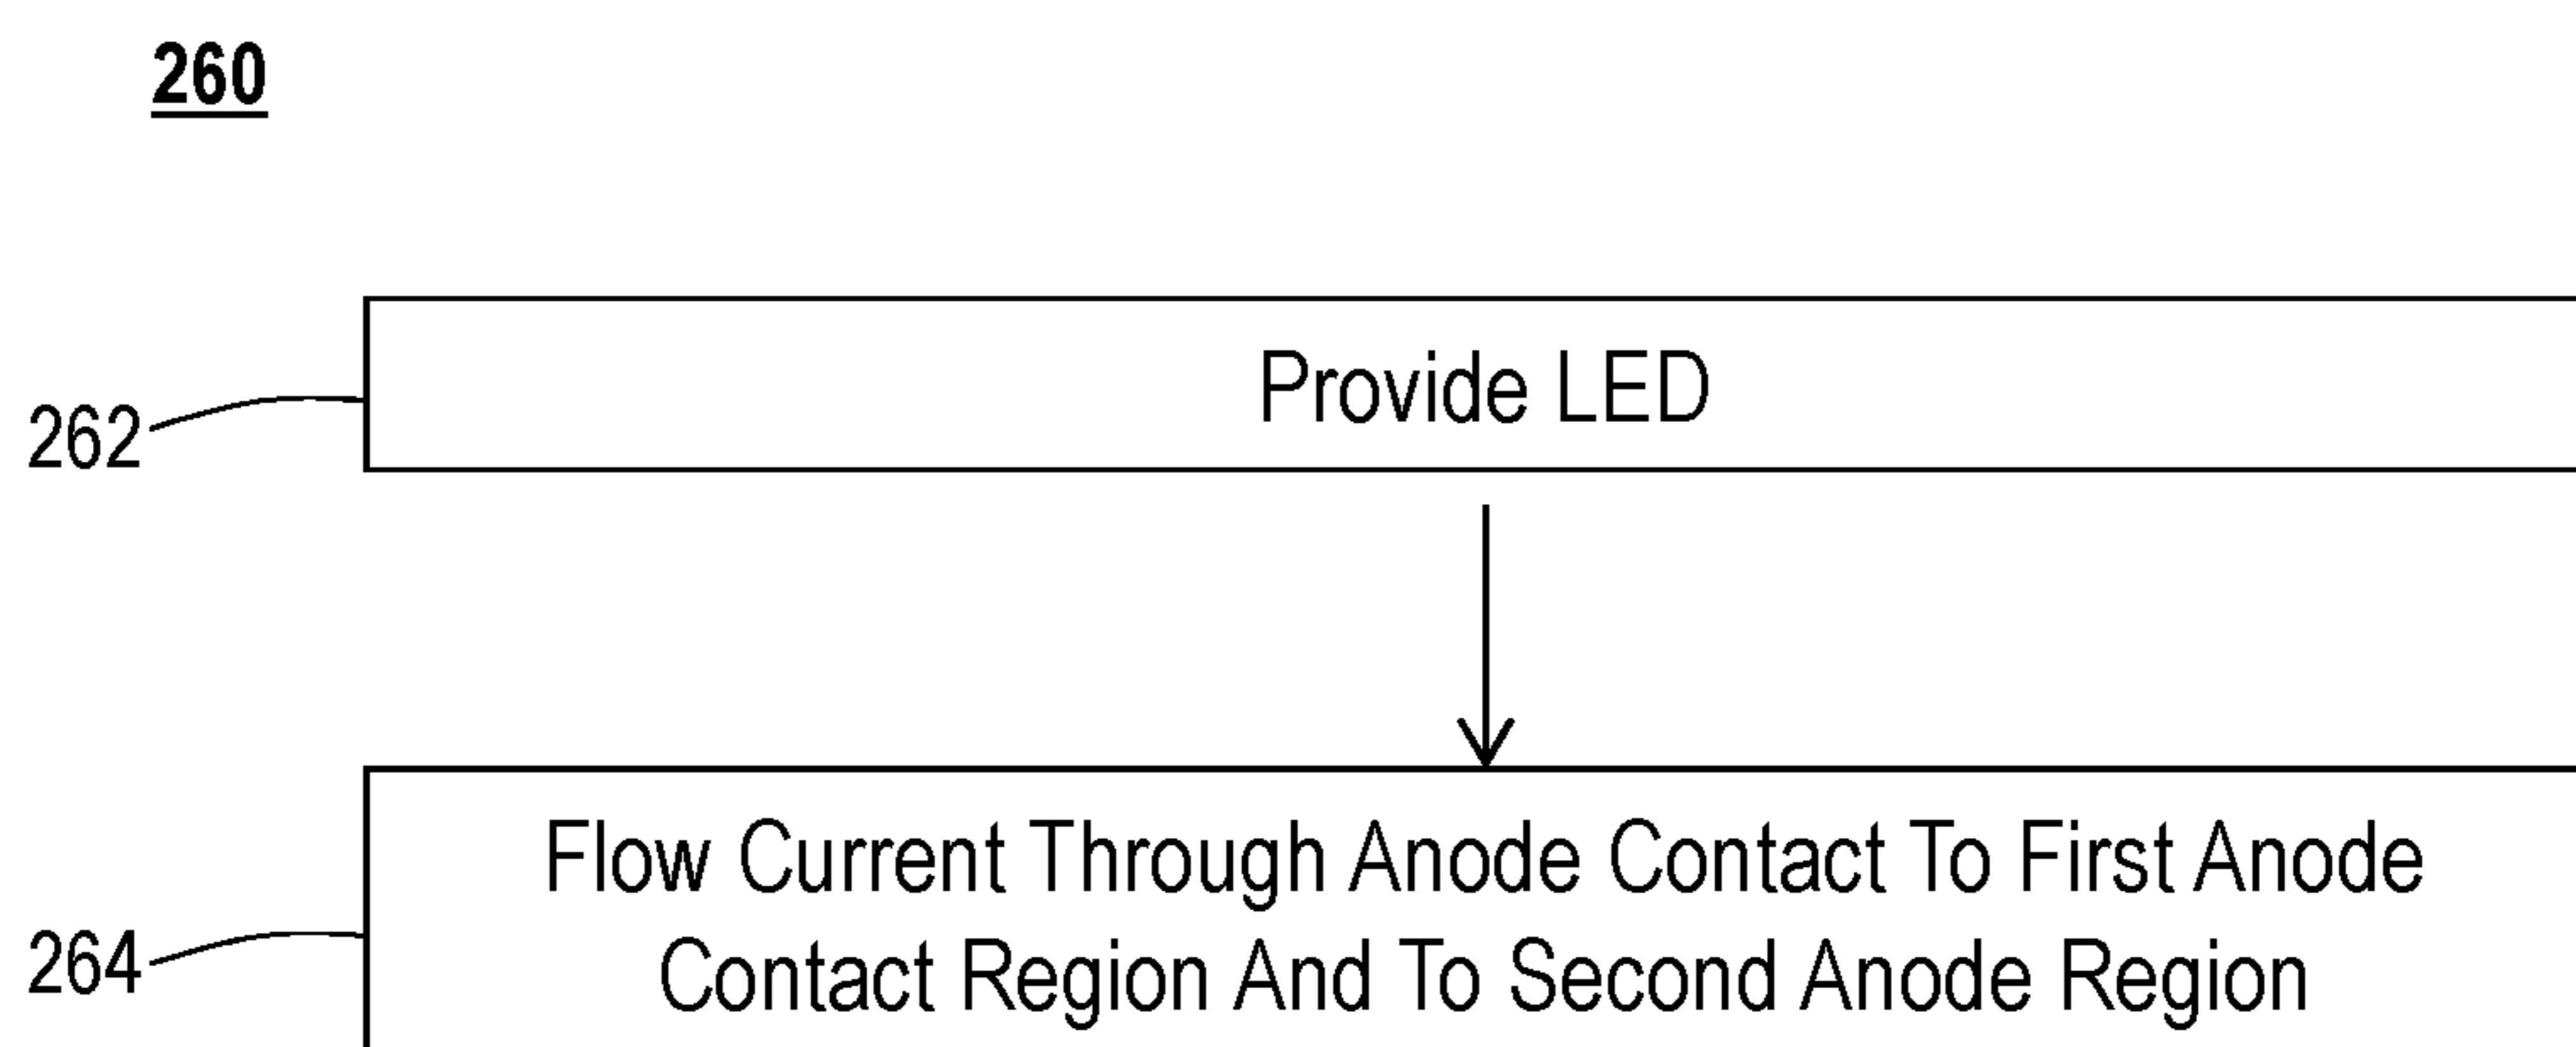 260
Provide LED
262
Flow Current Through Anode Contact To First Anode
Contact Region And To Second Anode Region
264